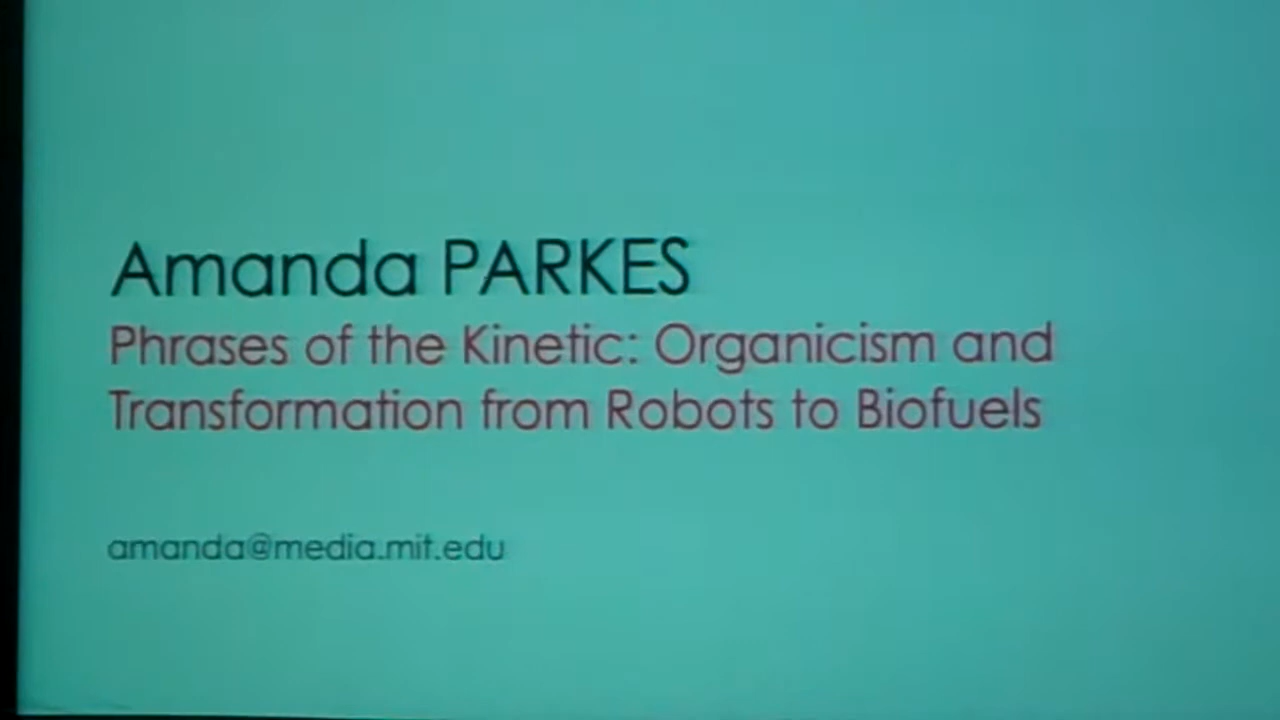 Amanda PARKES
Phrases of the Kinetic: Organicism and
Transformation from Robots to Biofuels
amanda@media.mit.edu